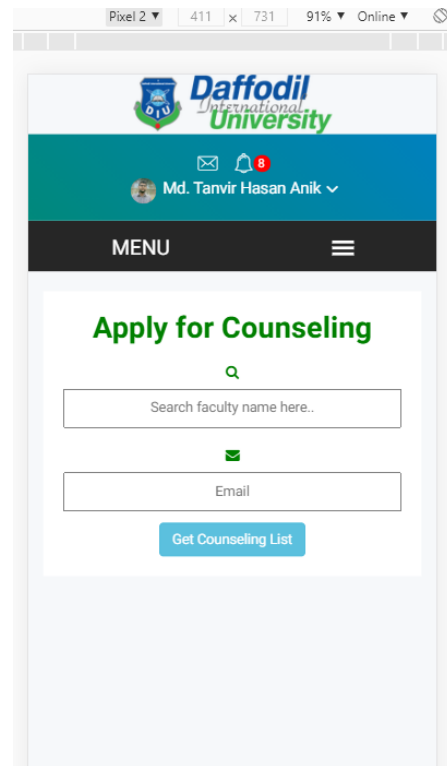 Pixel 2 ▼ 411 x 731 91% ▼ Online ▼
Daffodil
International
University
DIU
8
Md. Tanvir Hasan Anik
MENU
Apply for Counseling
Search faculty name here..
Email
Get Counseling List